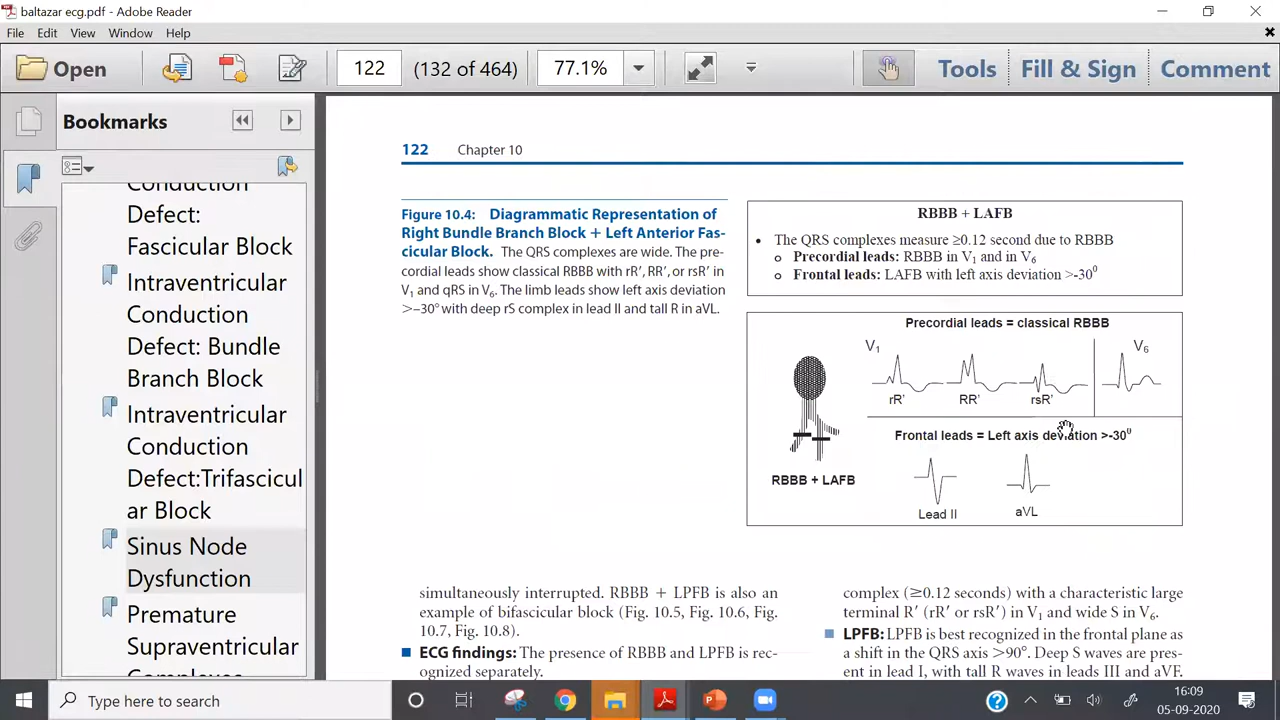 baltazar ecg.pdf - Adobe Reader
File Edit View Window Help
Open 122 (132 of 464) 77.1% Tools Fill & Sign Comment
Bookmarks
Conduction
Defect:
Fascicular Block
Intraventricular
Conduction
Defect: Bundle
Branch Block
Intraventricular
Conduction
Defect:Trifascicul
ar Block
Sinus Node
Dysfunction
Premature
Supraventricular
Complexes
122 Chapter 10
Figure 10.4: Diagrammatic Representation of
Right Bundle Branch Block + Left Anterior Fas-
cicular Block. The QRS complexes are wide. The pre-
cordial leads show classical RBBB with rR′, RR′, or rsR′ in
V1 and qRS in V6. The limb leads show left axis deviation
>–30° with deep rS complex in lead II and tall R in aVL.
RBBB + LAFB
• The QRS complexes measure ≥0.12 second due to RBBB
o Precordial leads: RBBB in V1 and in V6
o Frontal leads: LAFB with left axis deviation >-30⁰
Precordial leads = classical RBBB
V1 V6
rR' RR' rsR'
Frontal leads = Left axis deviation >-30⁰
RBBB + LAFB
Lead II aVL
simultaneously interrupted. RBBB + LPFB is also an
example of bifascicular block (Fig. 10.5, Fig. 10.6, Fig.
10.7, Fig. 10.8).
■ ECG findings: The presence of RBBB and LPFB is rec-
ognized separately.
complex (≥0.12 seconds) with a characteristic large
terminal R′ (rR′ or rsR′) in V1 and wide S in V6.
■ LPFB: LPFB is best recognized in the frontal plane as
a shift in the QRS axis >90°. Deep S waves are pres-
ent in lead I, with tall R waves in leads III and aVF.
Type here to search
16:09
05-09-2020